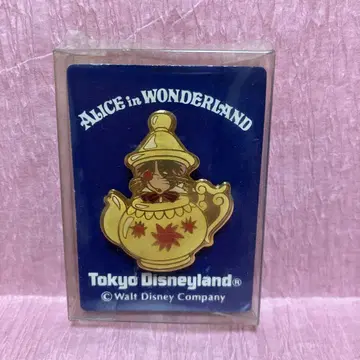 ALICE in WONDERLAND
Tokyo Disneyland®
© Walt Disney Company